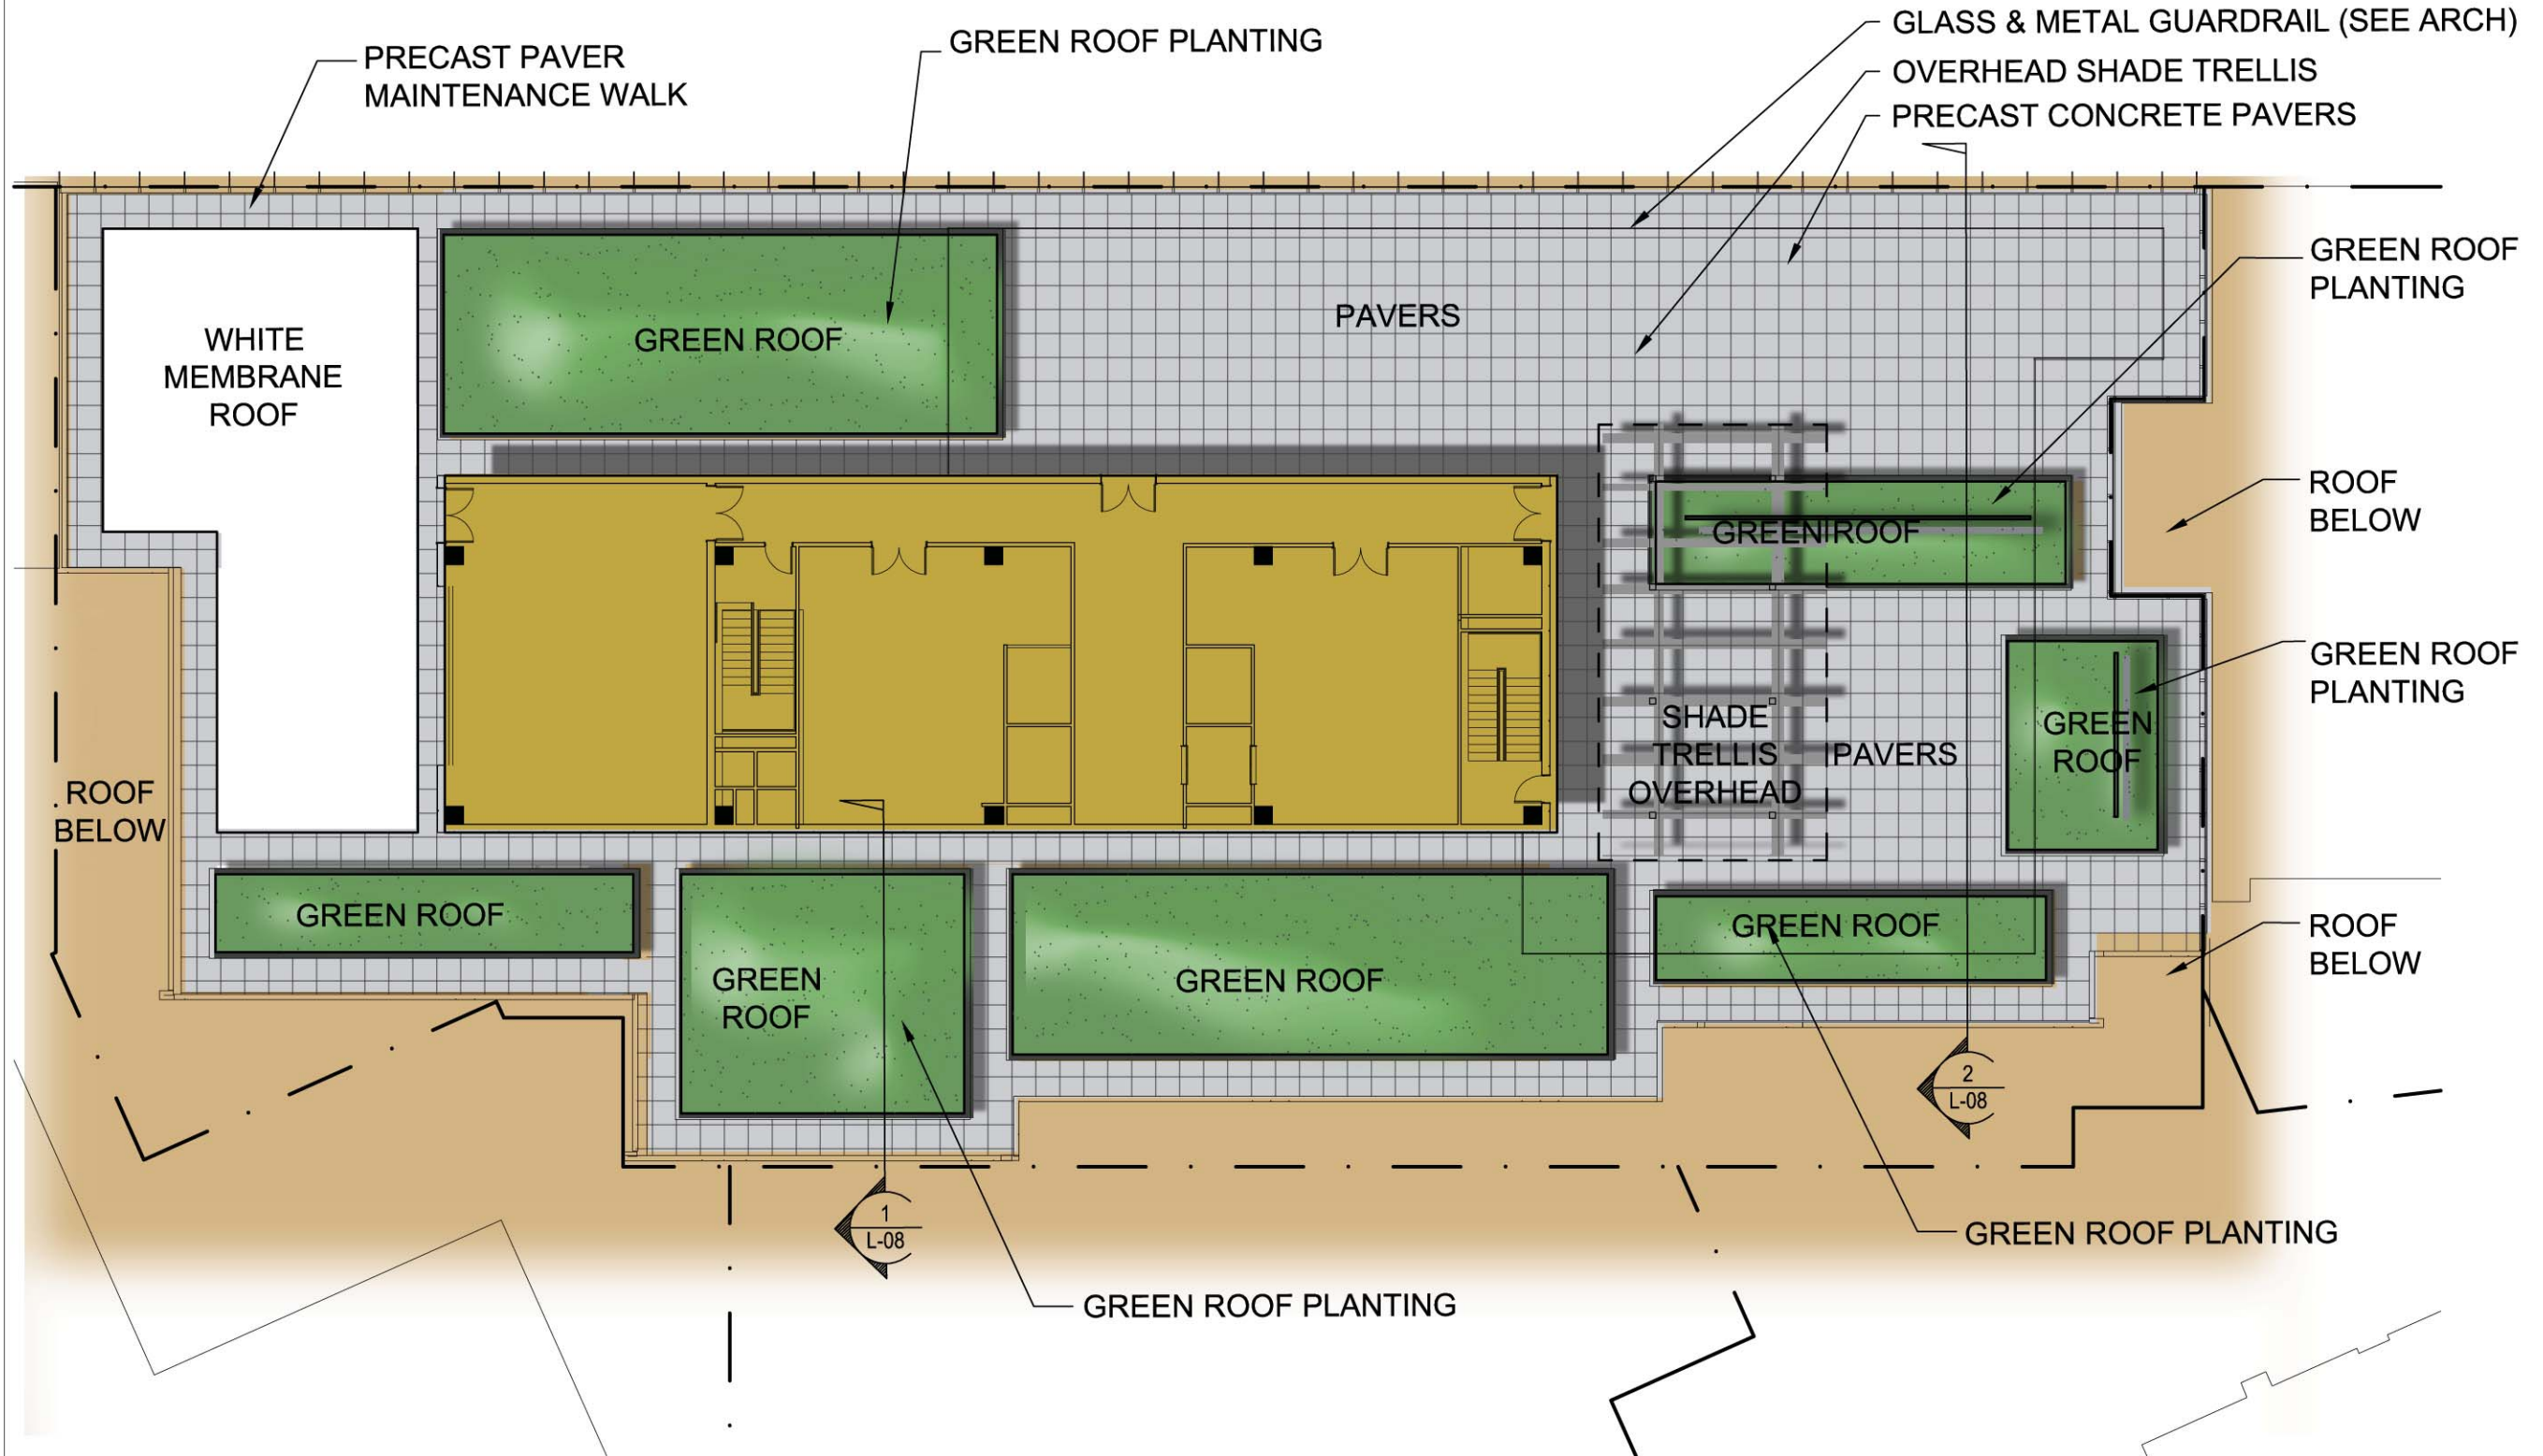 GLASS & METAL GUARDRAIL (SEE ARCH)
GREEN ROOF PLANTING
PRECAST PAVER
MAINTENANCE WALK
OVERHEAD SHADE TRELLIS
PRECAST CONCRETE PAVERS
GREEN ROOF
PLANTING
PAVERS
WHITE
MEMBRANE
ROOF
GREEN ROOF
ROOF
BELOW
GREEN ROOF
GREEN ROOF
PLANTING
SHADE
TRELLIS
OVERHEAD
PAVERS
GREEN
ROOF
ROOF
BELOW
GREEN ROOF
GREEN
ROOF
GREEN ROOF
GREEN ROOF
ROOF
BELOW
2
L-08
1
L-08
GREEN ROOF PLANTING
GREEN ROOF PLANTING